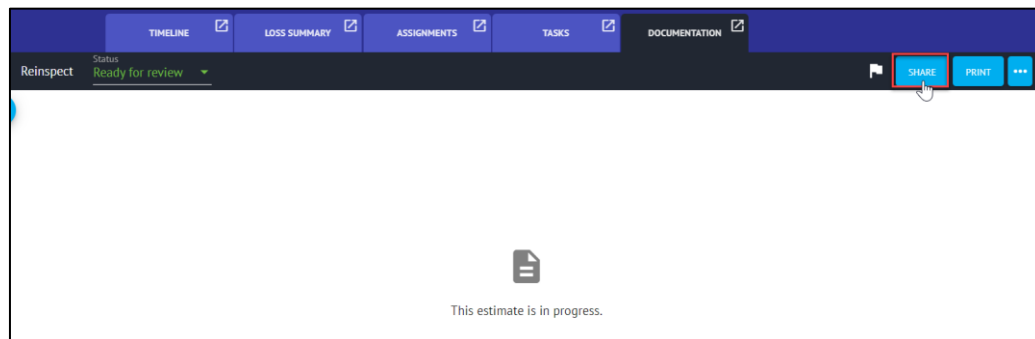 TIMELINE LOSS SUMMARY ASSIGNMENTS TASKS DOCUMENTATION
Status
Reinspect Ready for review SHARE PRINT
This estimate is in progress.